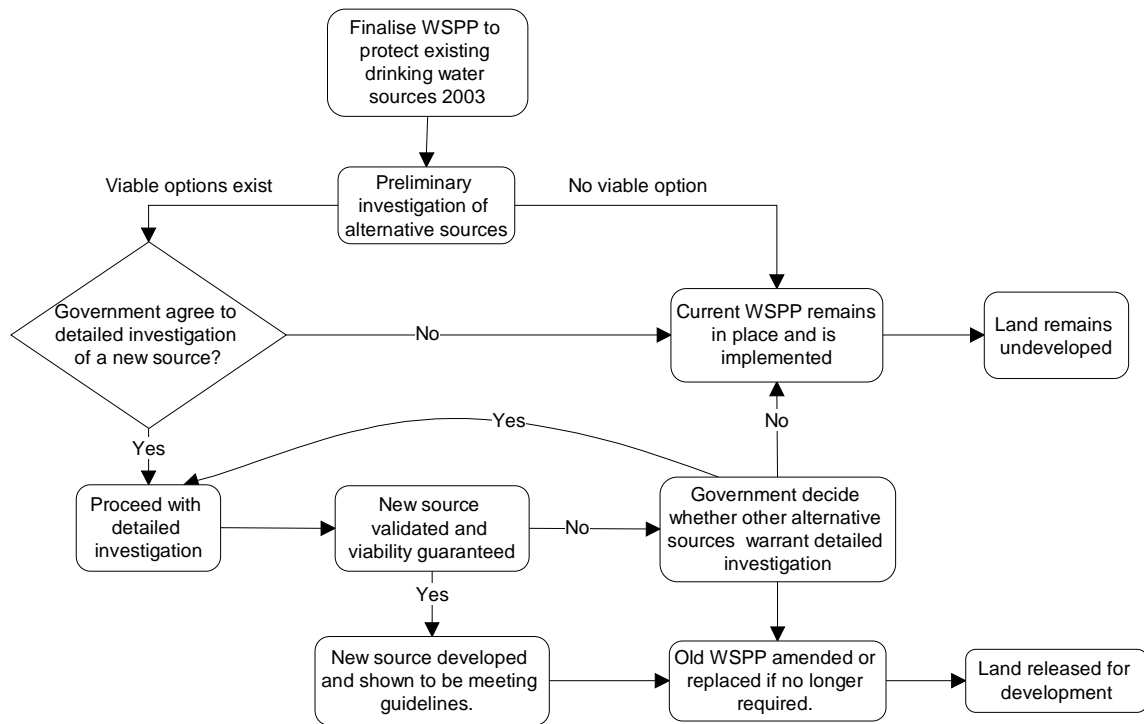 Finalise WSPP to
protect existing
drinking water
sources 2003
Viable options exist
Preliminary
investigation of
alternative sources
No viable option
Government agree to
detailed investigation
of a new source?
No
Current WSPP remains
in place and is
implemented
Land remains
undeveloped
Yes
Yes
No
Proceed with
detailed
investigation
New source
validated and
viability guaranteed
No
Government decide
whether other alternative
sources warrant detailed
investigation
Yes
New source developed
and shown to be meeting
guidelines.
Old WSPP amended or
replaced if no longer
required.
Land released for
development